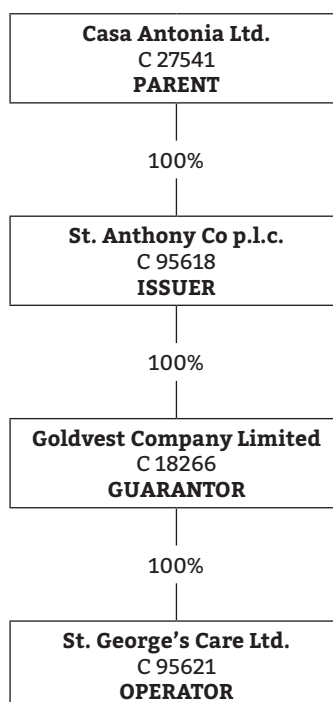 Casa Antonia Ltd.
C 27541
PARENT
100%
St. Anthony Co p.l.c.
C 95618
ISSUER
100%
Goldvest Company Limited
C 18266
GUARANTOR
100%
St. George’s Care Ltd.
C 95621
OPERATOR